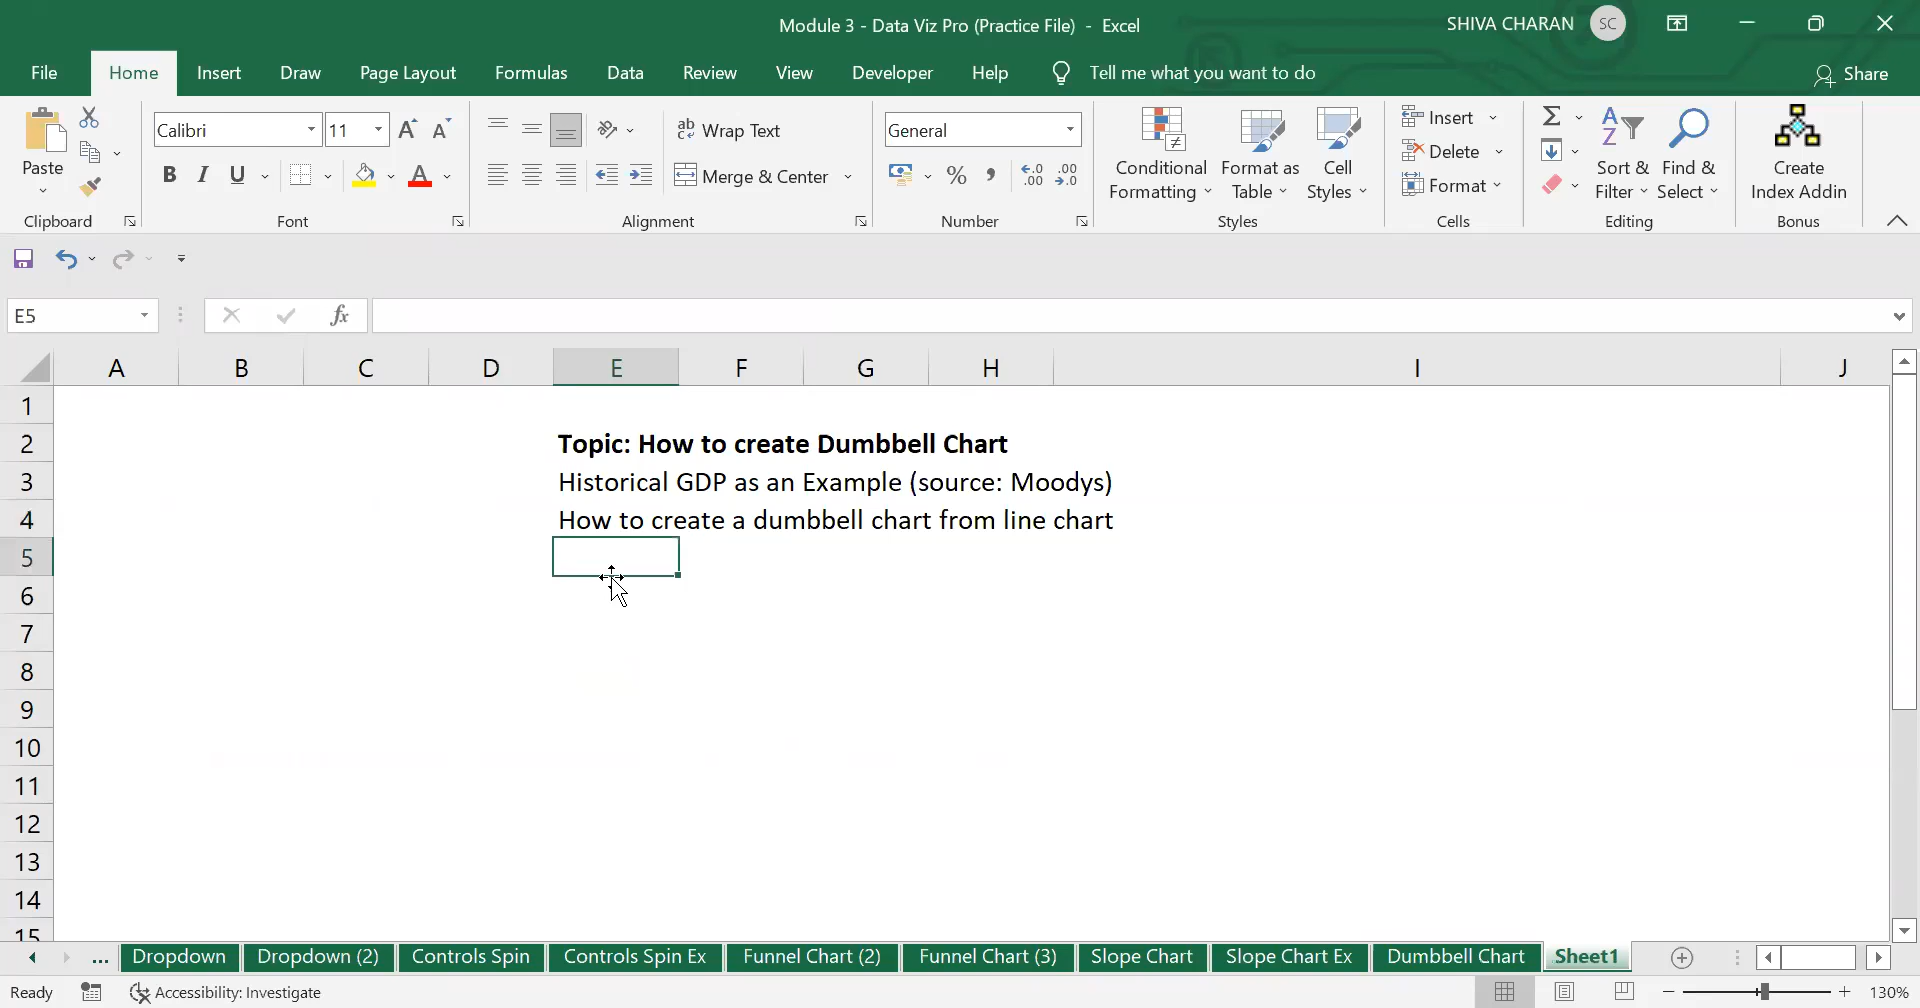 Module 3 - Data Viz Pro (Practice File) - Excel
SHIVA CHARAN SC
File Home Insert Draw Page Layout Formulas Data Review View Developer Help Tell me what you want to do Share
Paste
Clipboard
Calibri 11
B I U A
Font
ab Wrap Text
Merge & Center
Alignment
General
% , .0 .00 .00 .0
Number
Conditional Formatting
Format as Table
Cell Styles
Styles
Insert
Delete
Format
Cells
Sort & Filter
Find & Select
Editing
Create Index Addin
Bonus
E5 fx
A B C D E F G H I J
1
2 Topic: How to create Dumbbell Chart
3 Historical GDP as an Example (source: Moodys)
4 How to create a dumbbell chart from line chart
5
6
7
8
9
10
11
12
13
14
15
... Dropdown Dropdown (2) Controls Spin Controls Spin Ex Funnel Chart (2) Funnel Chart (3) Slope Chart Slope Chart Ex Dumbbell Chart Sheet1
Ready Accessibility: Investigate 130%